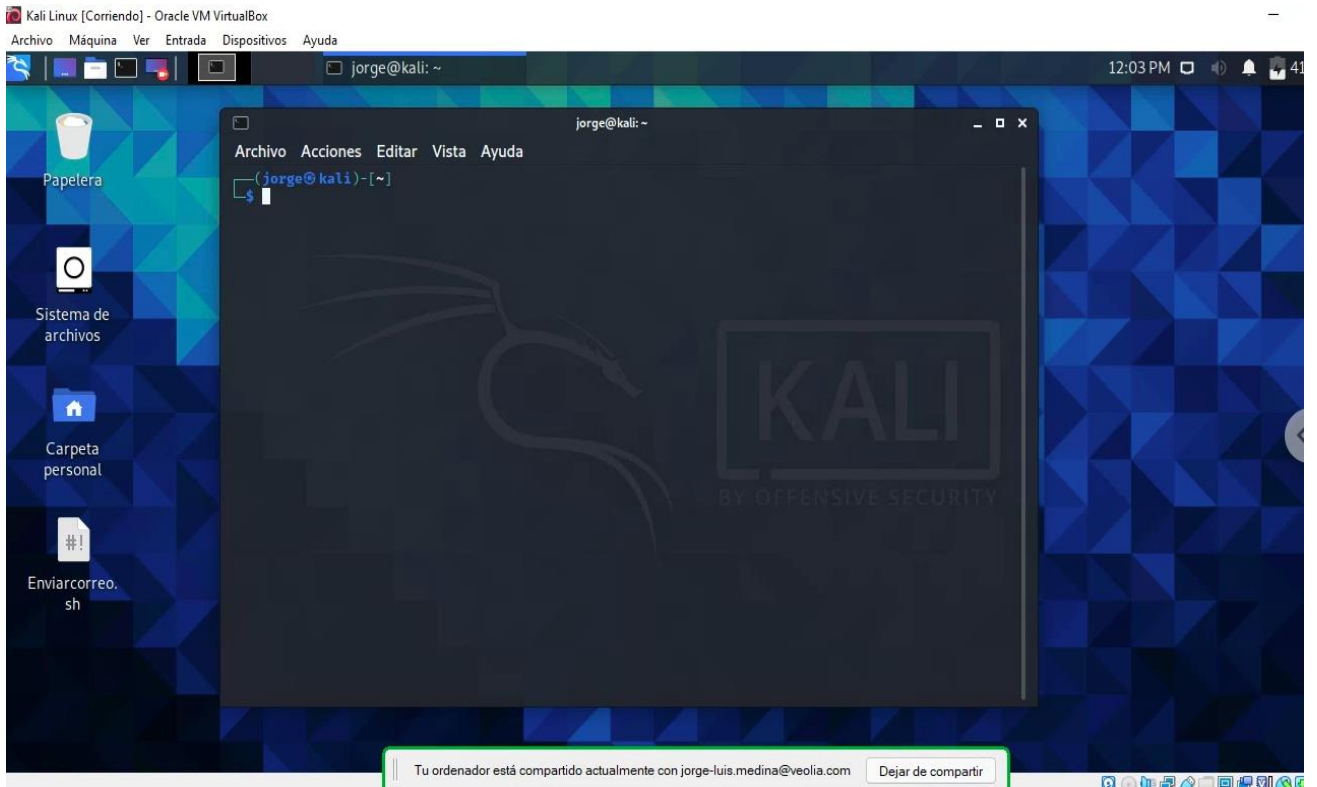 Kali Linux [Corriendo] - Oracle VM VirtualBox
Archivo Máquina Ver Entrada Dispositivos Ayuda
jorge@kali: ~
12:03 PM
41
jorge@kali: ~
Archivo Acciones Editar Vista Ayuda
(jorge㉿kali)-[~]
$
Papelera
Sistema de
archivos
Carpeta
personal
#!
Enviarcorreo.
sh
KALI
BY OFFENSIVE SECURITY
Tu ordenador está compartido actualmente con jorge-luis.medina@veolia.com
Dejar de compartir